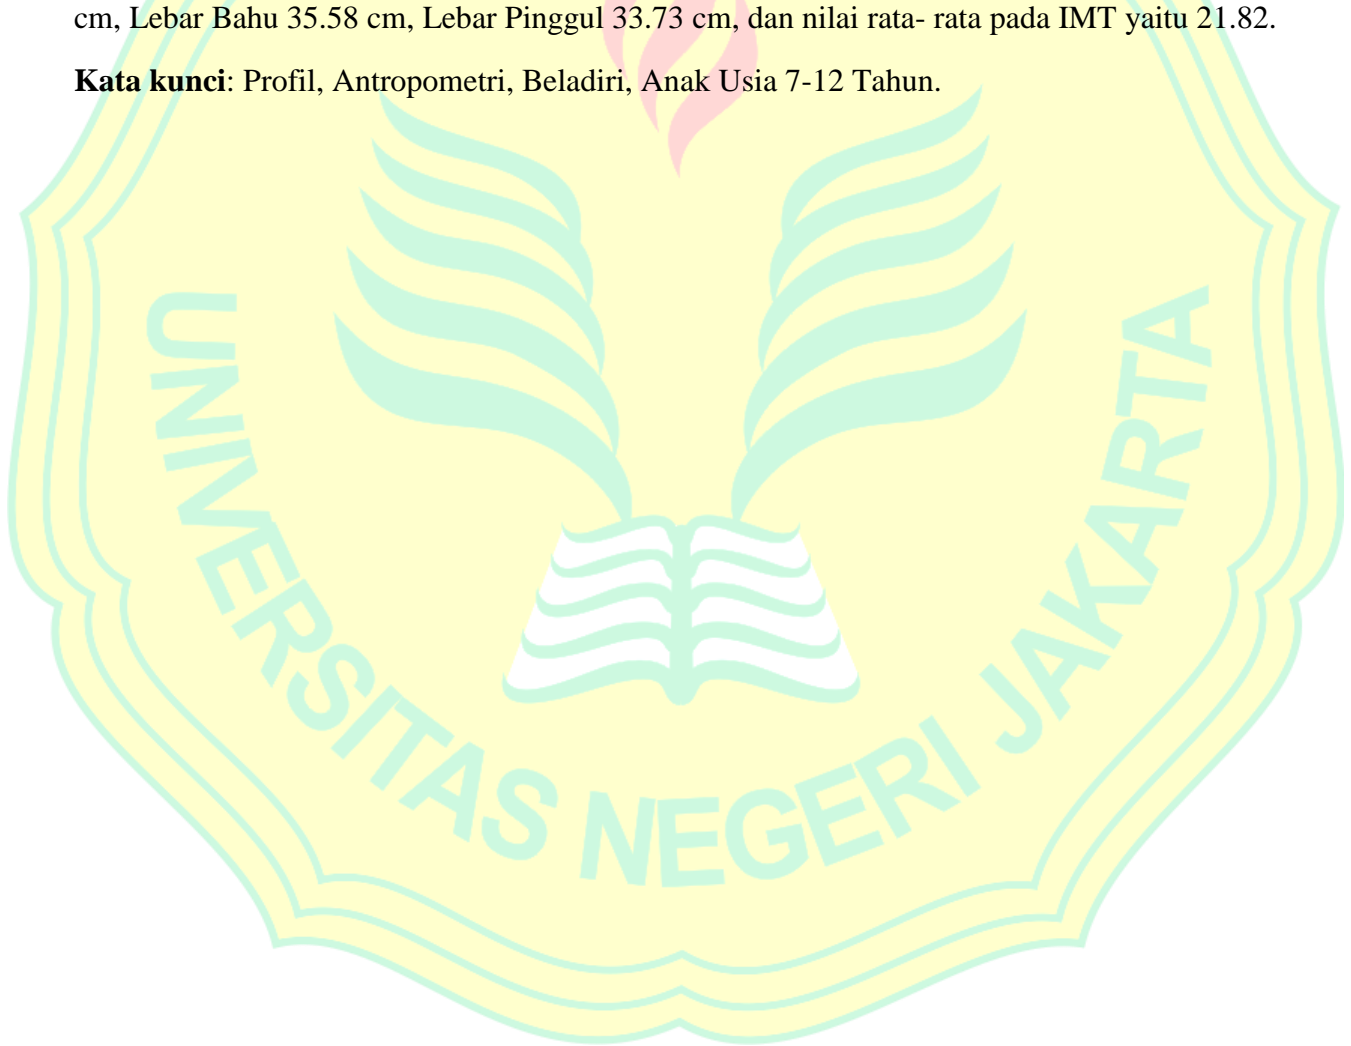 cm, Lebar Bahu 35.58 cm, Lebar Pinggul 33.73 cm, dan nilai rata- rata pada IMT yaitu 21.82.
Kata kunci: Profil, Antropometri, Beladiri, Anak Usia 7-12 Tahun.
UNIVERSITAS NEGERI JAKARTA